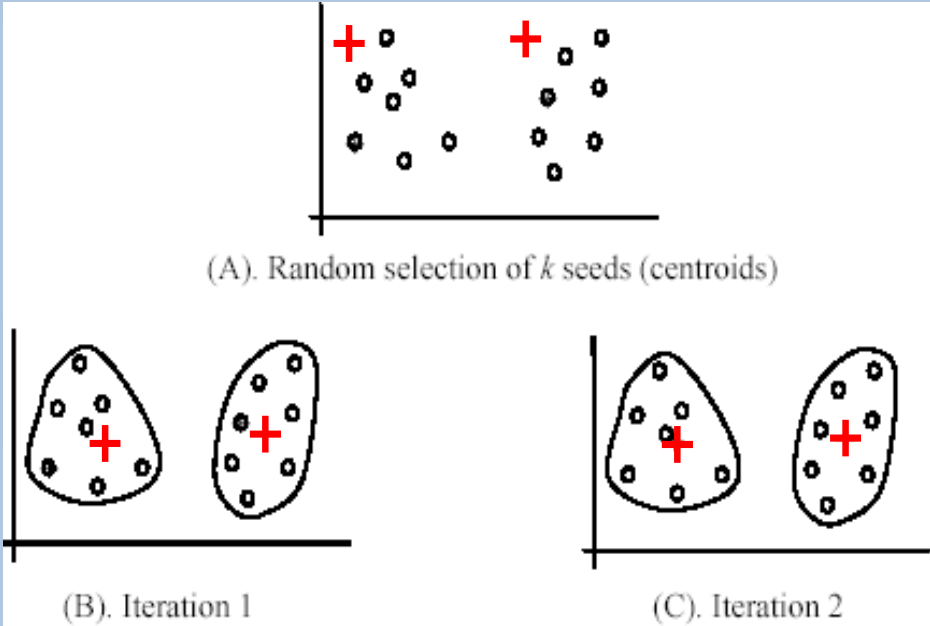 (A). Random selection of k seeds (centroids)
(B). Iteration 1
(C). Iteration 2